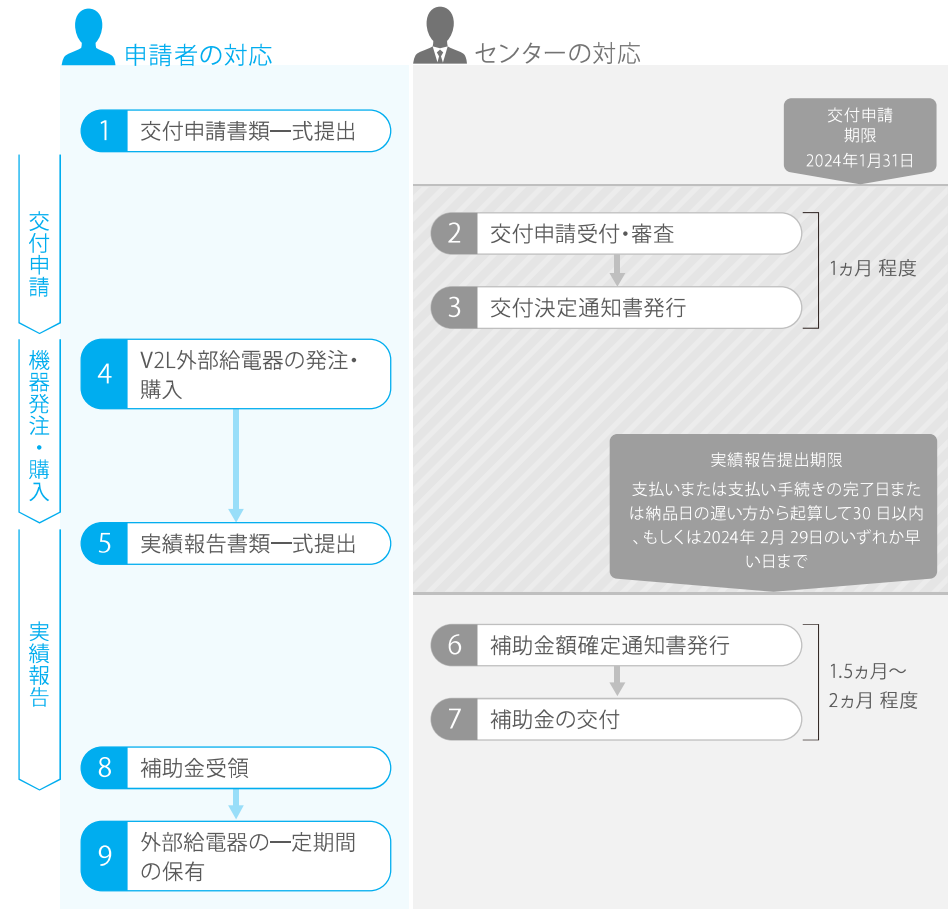 申請者の対応
センターの対応
1 交付申請書類一式提出
交付申請
期限
2024年1月31日
交付申請
2 交付申請受付・審査
1ヵ月 程度
3 交付決定通知書発行
機器発注・購入
4 V2L外部給電器の発注・
購入
実績報告提出期限
支払いまたは支払い手続きの完了日また
は納品日の遅い方から起算して30 日以内
、もしくは2024年 2月 29日のいずれか早
い日まで
5 実績報告書類一式提出
実績報告
6 補助金額確定通知書発行
1.5ヵ月～
2ヵ月 程度
7 補助金の交付
8 補助金受領
9 外部給電器の一定期間
の保有